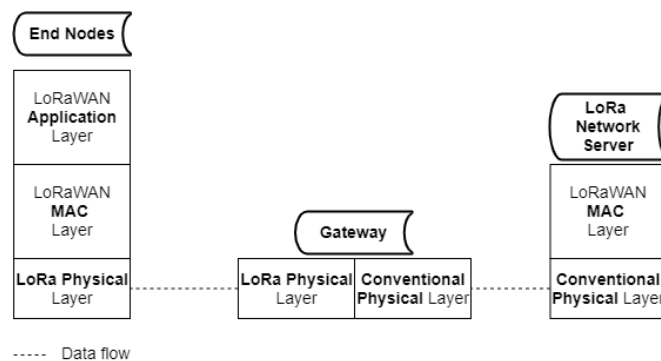 End Nodes
LoRaWAN
Application
Layer
LoRaWAN
MAC
Layer
LoRa Physical
Layer
Gateway
LoRa Physical
Layer
Conventional
Physical Layer
LoRa
Network
Server
LoRaWAN
MAC
Layer
Conventional
Physical Layer
Data flow